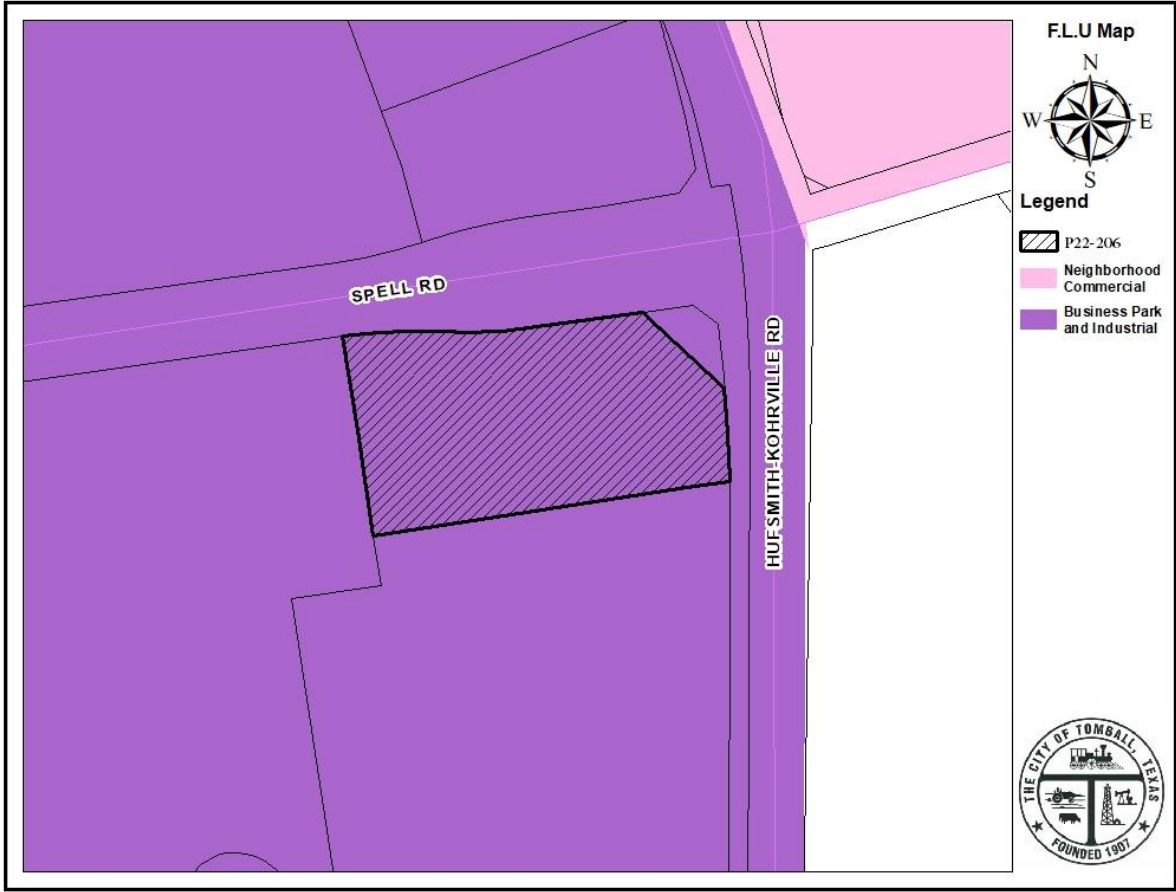 F.L.U Map
N
W
E
S
Legend
P22-206
Neighborhood
Commercial
Business Park
and Industrial
SPELL RD
HUFSMITH-KOHRVILLE RD
THE CITY OF TOMBALL, TEXAS
FOUNDED 1907